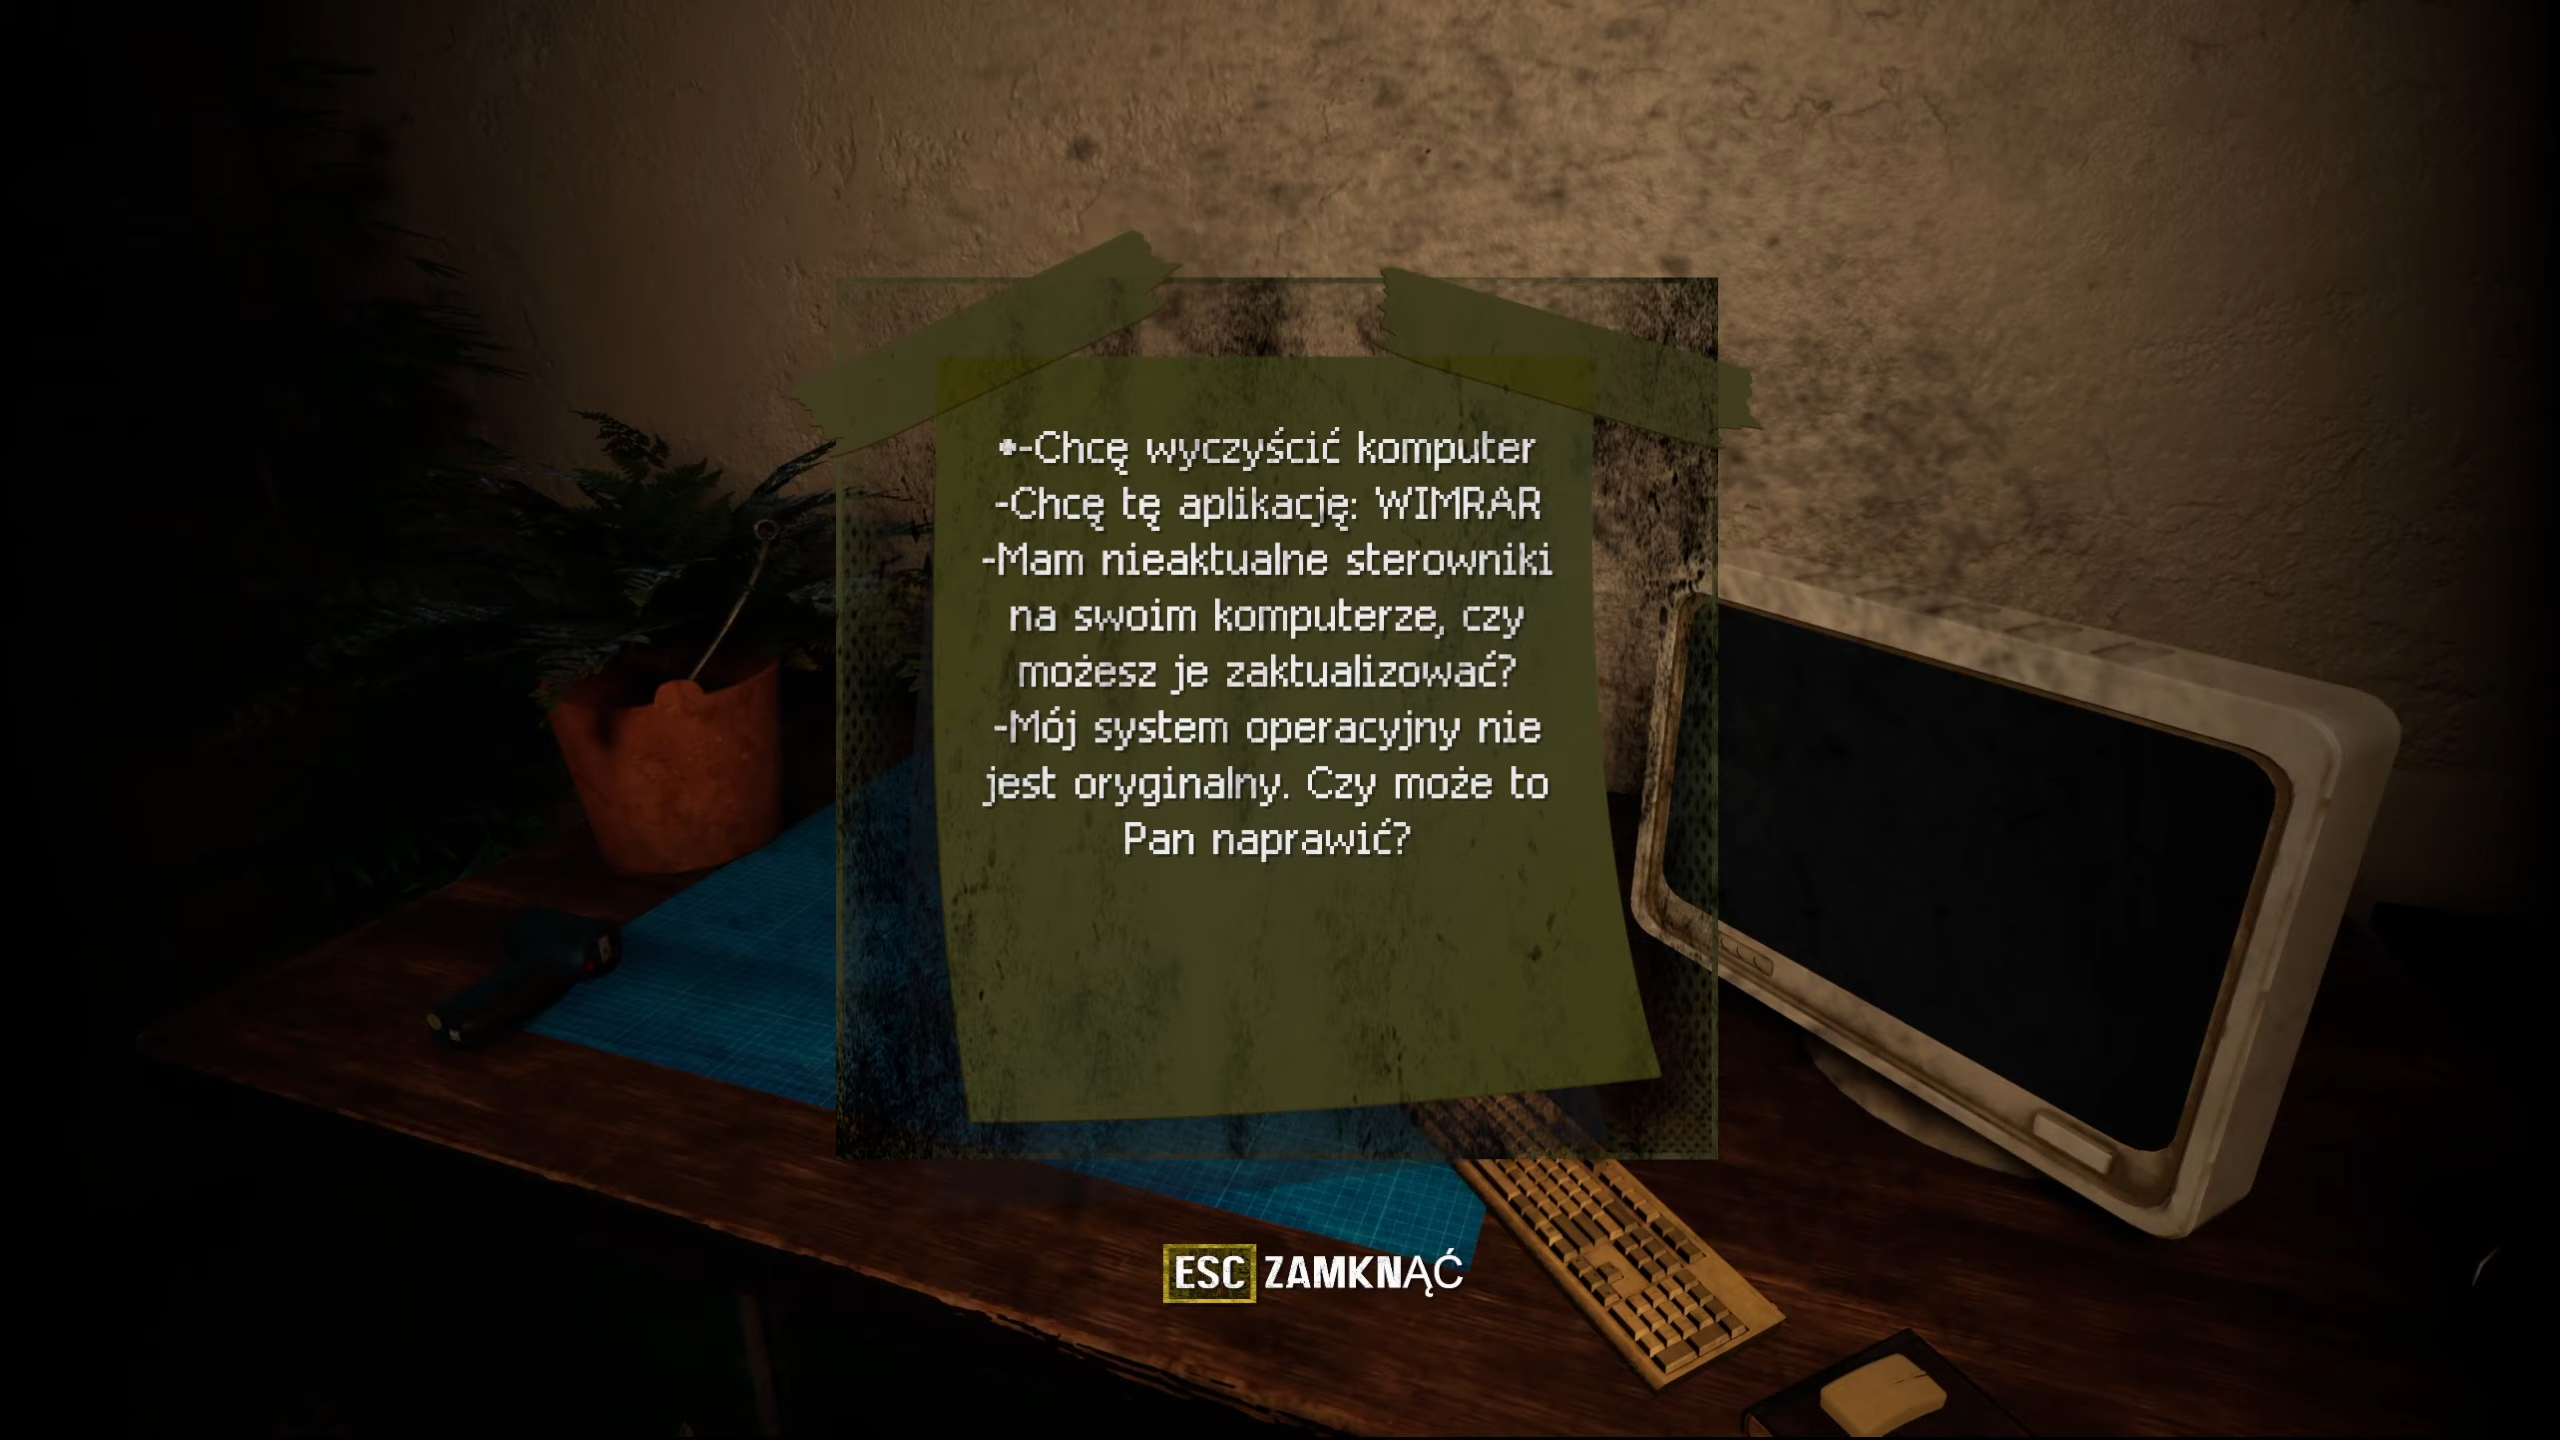 •-Chcę wyczyścić komputer
-Chcę tę aplikację: WIMRAR
-Mam nieaktualne sterowniki
na swoim komputerze, czy
możesz je zaktualizować?
-Mój system operacyjny nie
jest oryginalny. Czy może to
Pan naprawić?
ESC ZAMKNĄĆ